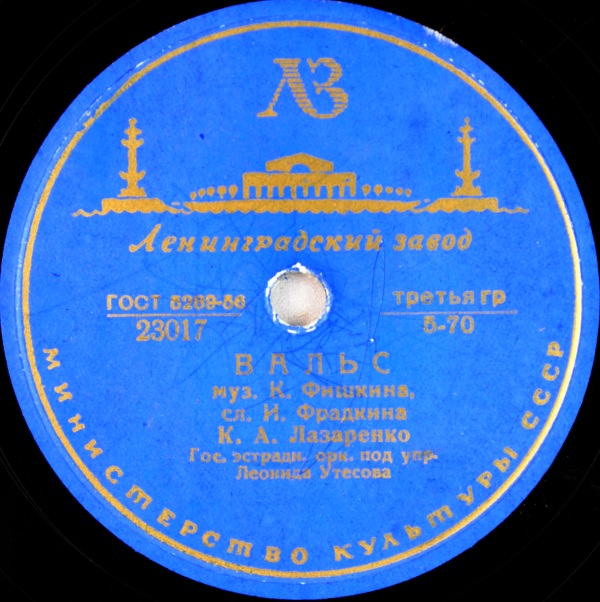 ЛЗ
Ленинградский завод
ГОСТ 5289-56
23017
третья гр
5-70
ВАЛЬС
муз. К. Фишкина,
сл. И. Фрадкина
К. А. Лазаренко
Гос. эстрадн. орк. под упр.
Леонида Утесова
МИНИСТЕРСТВО КУЛЬТУРЫ СССР